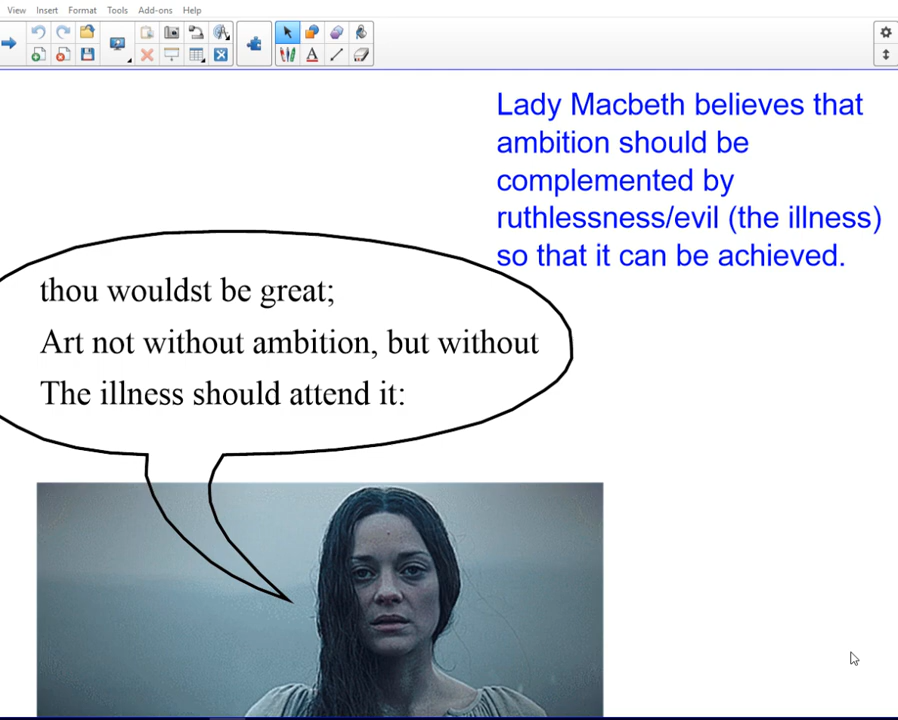 View Insert Format Tools Add-ons Help
Lady Macbeth believes that
ambition should be
complemented by
ruthlessness/evil (the illness)
so that it can be achieved.
thou wouldst be great;
Art not without ambition, but without
The illness should attend it: